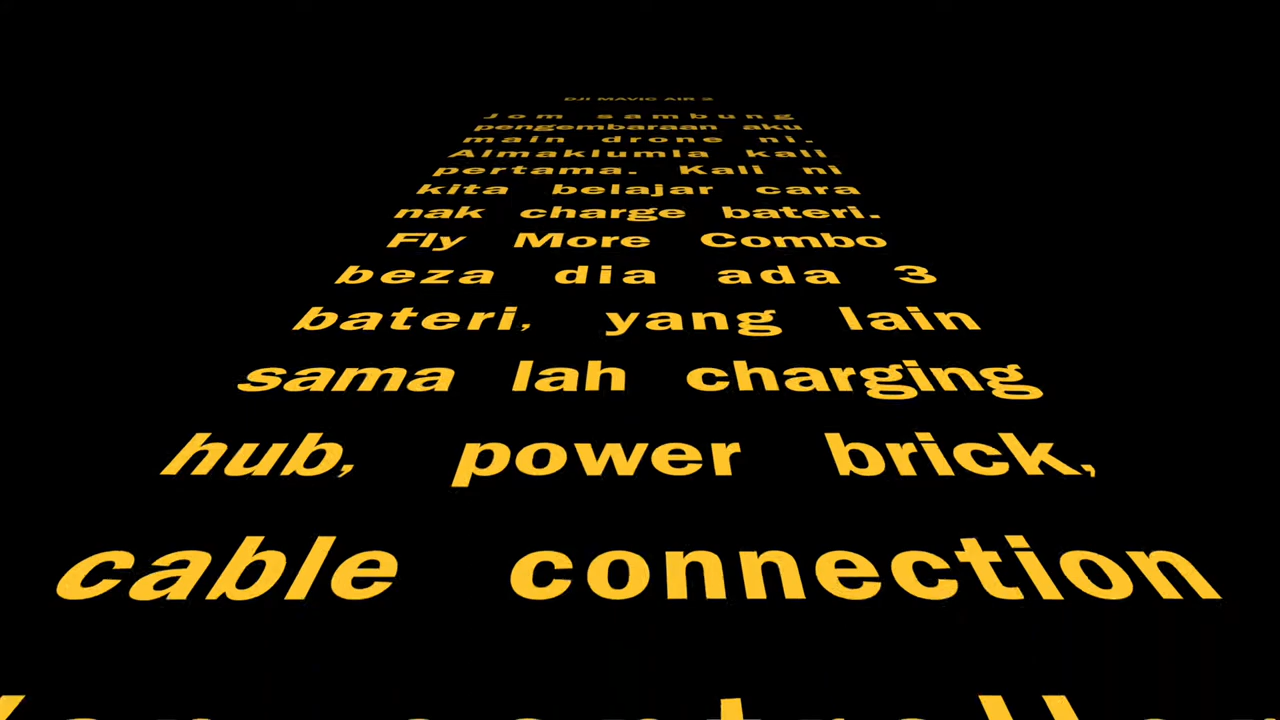 DJI MAVIC AIR 2
Jom sambung
pengembaraan aku
main drone ni.
Almaklumla kali
pertama. Kali ni
kita belajar cara
nak charge bateri.
Fly More Combo
beza dia ada 3
bateri, yang lain
sama lah charging
hub, power brick,
cable connection